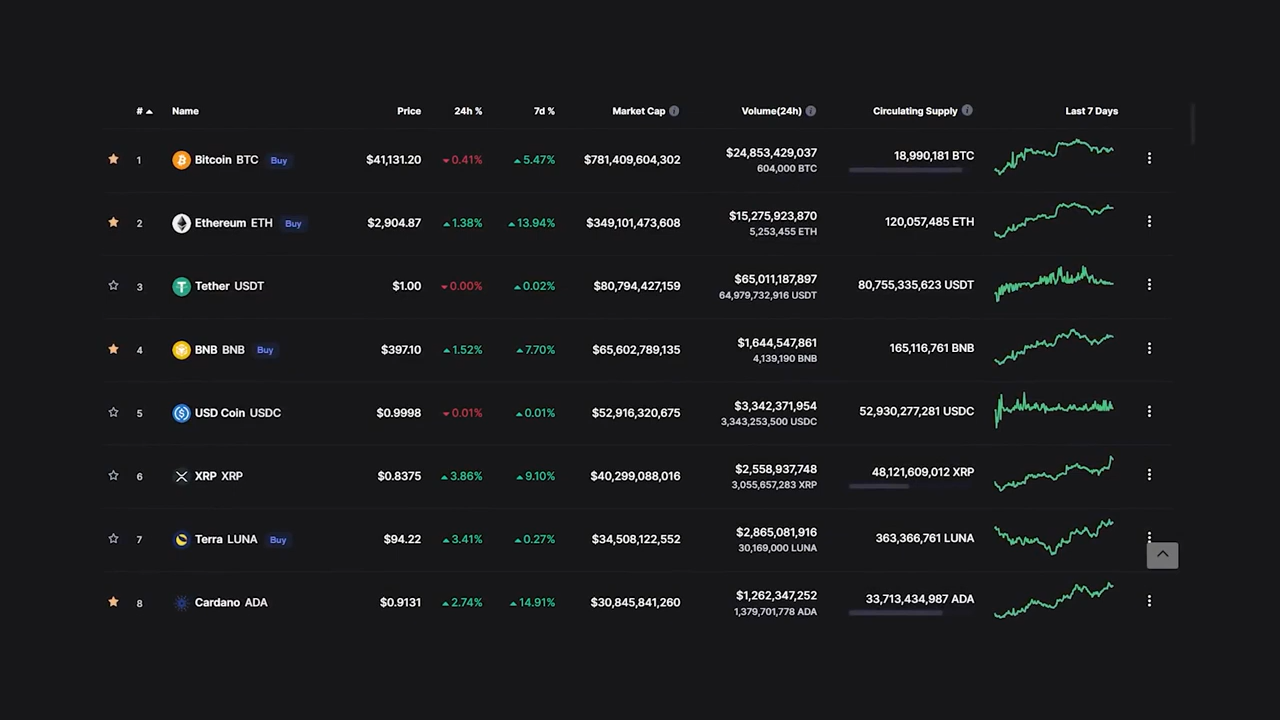 # Name Price 24h % 7d % Market Cap Volume(24h) Circulating Supply Last 7 Days
1 Bitcoin BTC Buy $41,131.20 0.41% 5.47% $781,409,604,302 $24,853,429,037 18,990,181 BTC
604,000 BTC
2 Ethereum ETH Buy $2,904.87 1.38% 13.94% $349,101,473,608 $15,275,923,870 120,057,485 ETH
5,253,455 ETH
3 Tether USDT $1.00 0.00% 0.02% $80,794,427,159 $65,011,187,897 80,755,335,623 USDT
64,979,732,916 USDT
4 BNB BNB Buy $397.10 1.52% 7.70% $65,602,789,135 $1,644,547,861 165,116,761 BNB
4,139,190 BNB
5 USD Coin USDC $0.9998 0.01% 0.01% $52,916,320,675 $3,342,371,954 52,930,277,281 USDC
3,343,253,500 USDC
6 XRP XRP $0.8375 3.86% 9.10% $40,299,088,016 $2,558,937,748 48,121,609,012 XRP
3,055,657,283 XRP
7 Terra LUNA Buy $94.22 3.41% 0.27% $34,508,122,552 $2,865,081,916 363,366,761 LUNA
30,169,000 LUNA
8 Cardano ADA $0.9131 2.74% 14.91% $30,845,841,260 $1,262,347,252 33,713,434,987 ADA
1,379,701,778 ADA